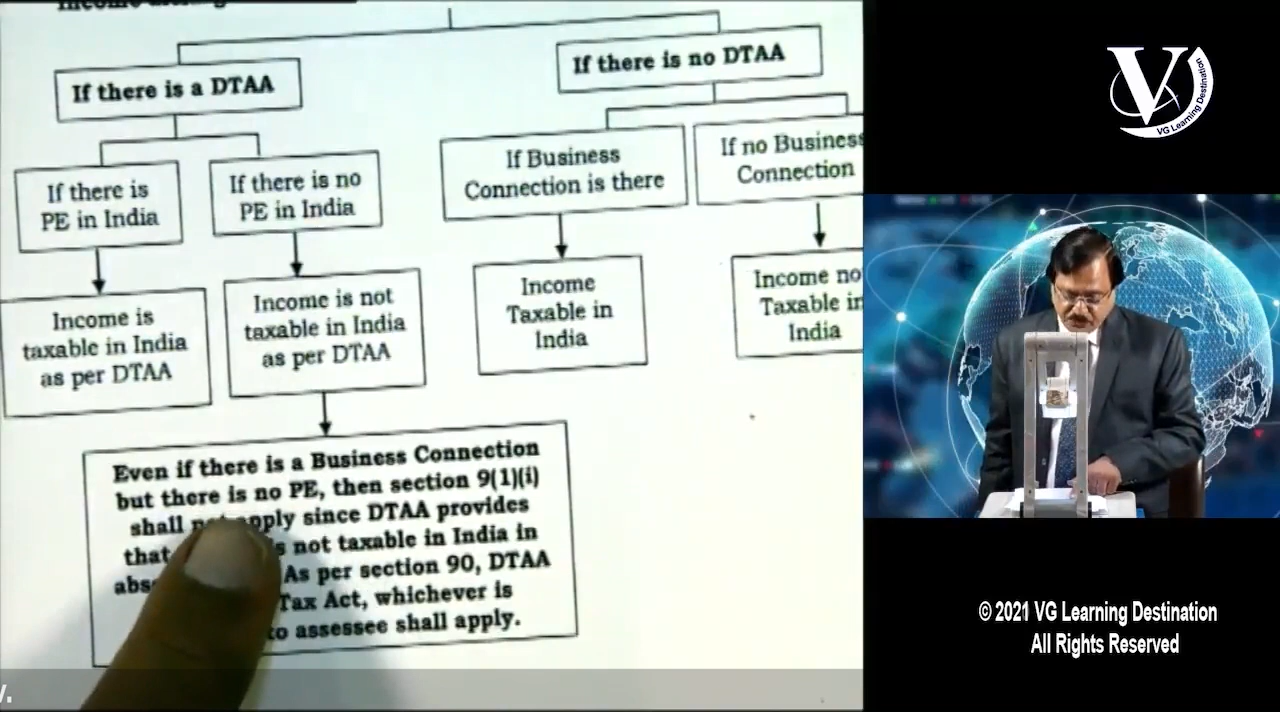 If there is a DTAA
If there is no DTAA
If there is
PE in India
If there is no
PE in India
If Business
Connection is there
If no Business
Connection
Income is
taxable in India
as per DTAA
Income is not
taxable in India
as per DTAA
Income
Taxable in
India
Income no
Taxable in
India
Even if there is a Business Connection
but there is no PE, then section 9(1)(i)
shall apply since DTAA provides
that not taxable in India in
As per section 90, DTAA
Tax Act, whichever is
to assessee shall apply.
V
VG Learning Destination
© 2021 VG Learning Destination
All Rights Reserved